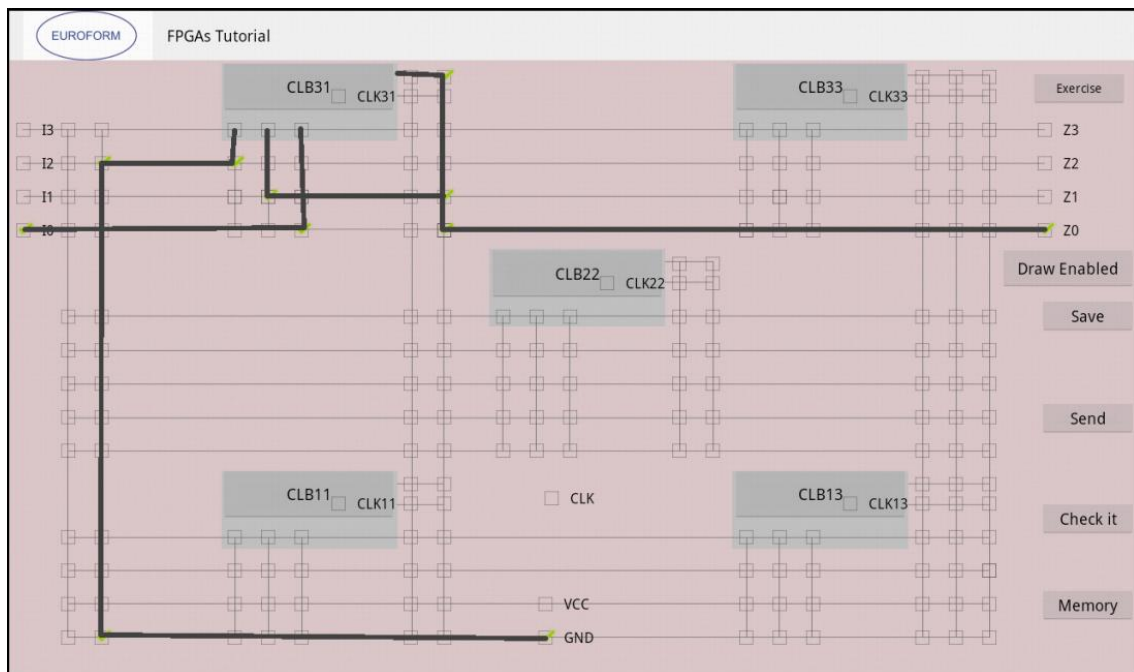 EUROFORM FPGAs Tutorial
CLB31
CLK31
CLB33
CLK33
Exercise
I3
Z3
I2
Z2
I1
Z1
I0
Z0
CLB22
CLK22
Draw Enabled
Save
Send
CLB11
CLK11
CLK
CLB13
CLK13
Check it
VCC
Memory
GND